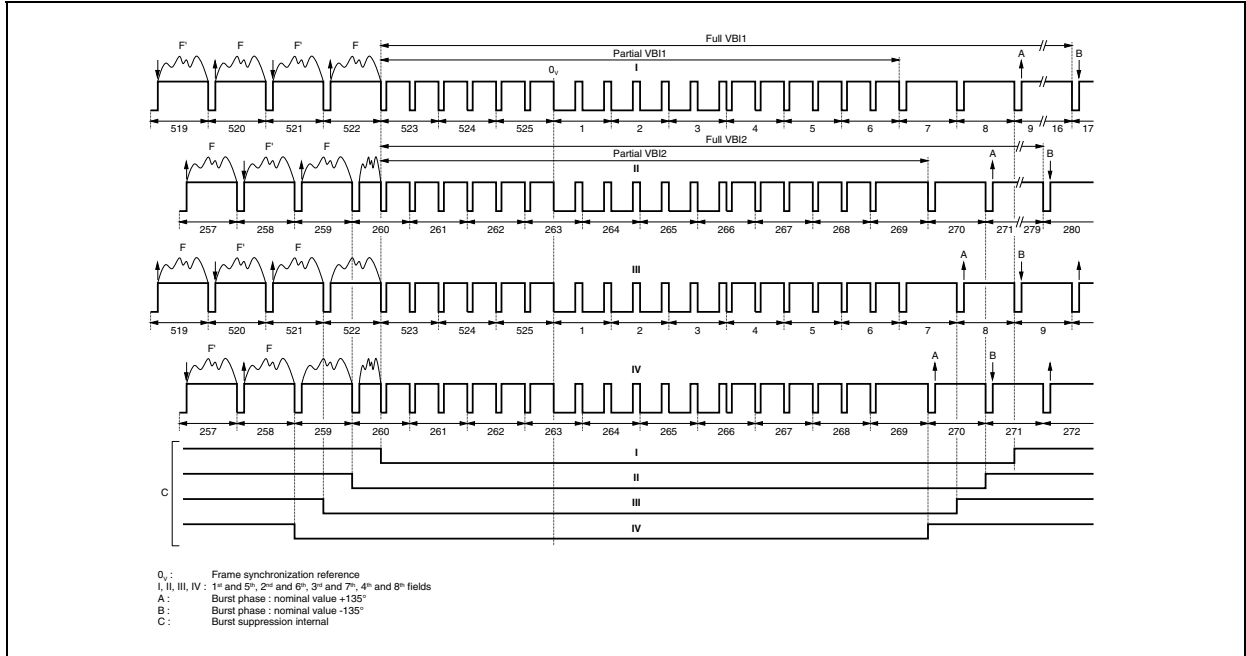 F' F F' F Full VBI1
Partial VBI1 A B
0v I
519 520 521 522 523 524 525 1 2 3 4 5 6 7 8 9 16 17
Full VBI2
F F' F Partial VBI2 A B
II
257 258 259 260 261 262 263 264 265 266 267 268 269 270 271 279 280
F F' F III A B
519 520 521 522 523 524 525 1 2 3 4 5 6 7 8 9
F' F IV A B
257 258 259 260 261 262 263 264 265 266 267 268 269 270 271 272
I
II
C
III
IV
0v : Frame synchronization reference
I, II, III, IV : 1st and 5th, 2nd and 6th, 3rd and 7th, 4th and 8th fields
A : Burst phase : nominal value +135°
B : Burst phase : nominal value -135°
C : Burst suppression internal